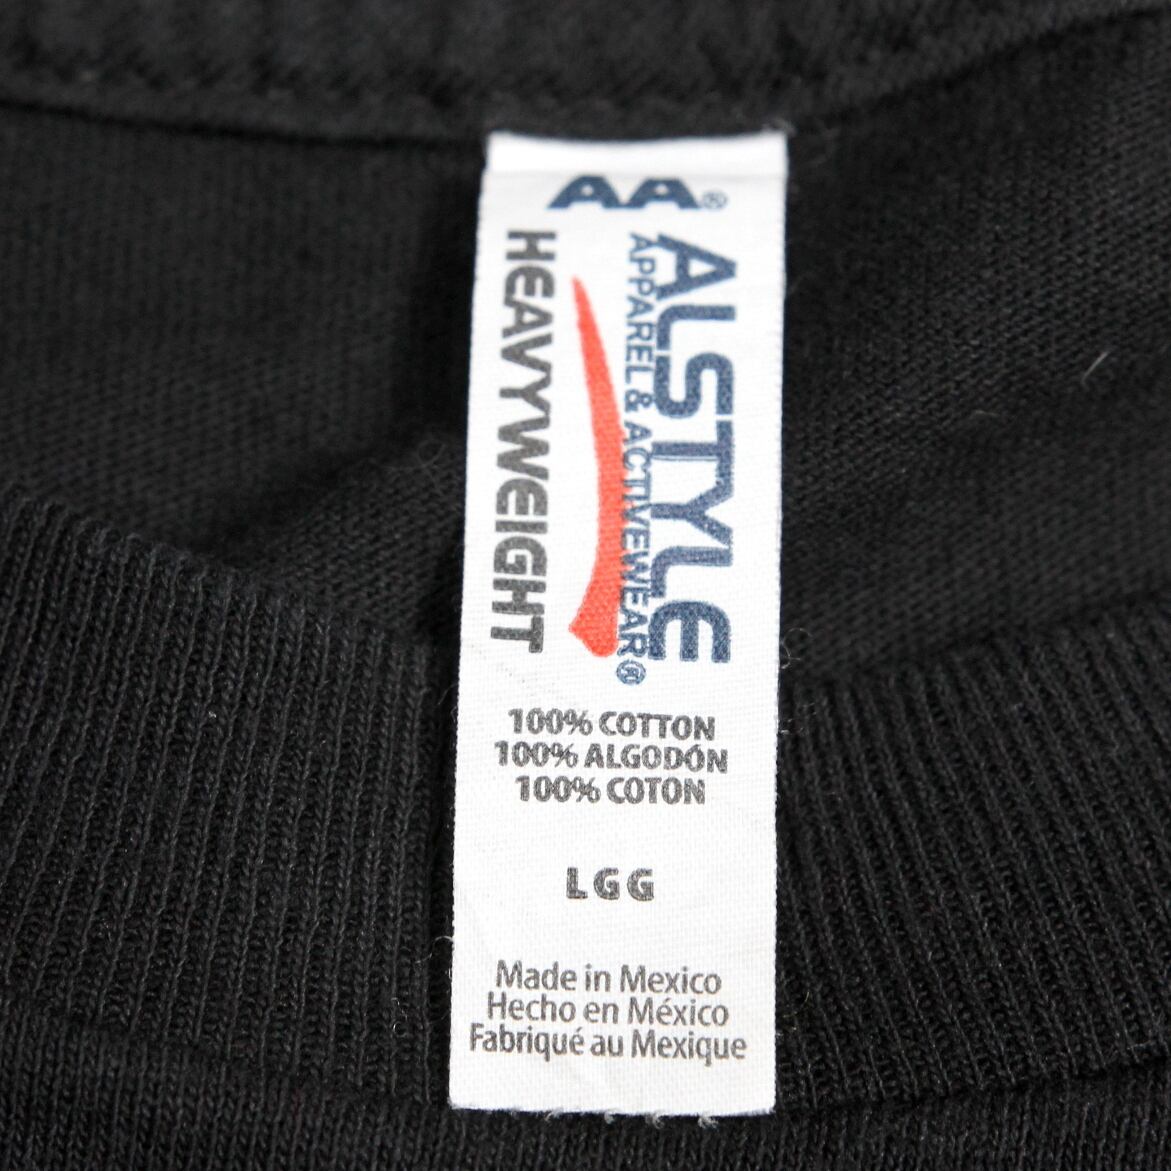 AA®
ALSTYLE
APPAREL & ACTIVEWEAR®
HEAVYWEIGHT
100% COTTON
100% ALGODÓN
100% COTON
LGG
Made in Mexico
Hecho en México
Fabriqué au Mexique